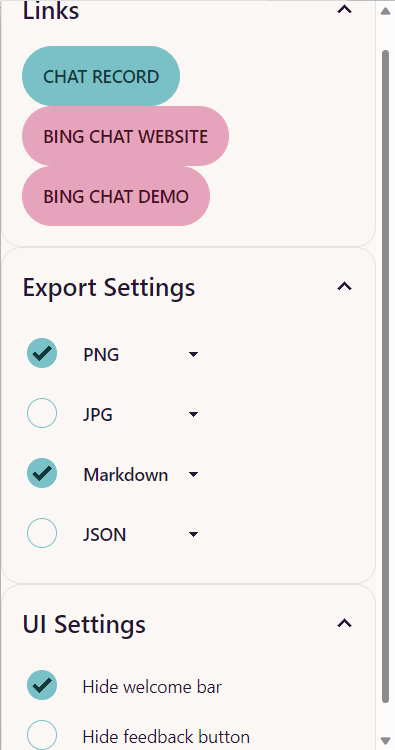 Links
CHAT RECORD
BING CHAT WEBSITE
BING CHAT DEMO
Export Settings
PNG
JPG
Markdown
JSON
UI Settings
Hide welcome bar
Hide feedback button